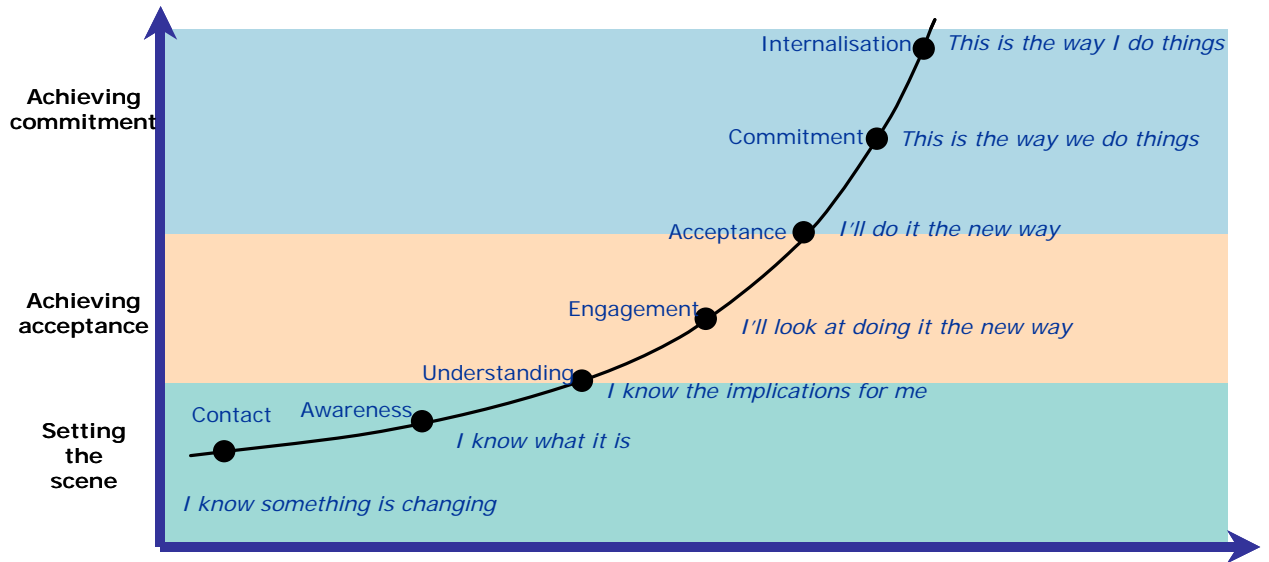 Internalisation
This is the way I do things
Achieving
commitment
Commitment
This is the way we do things
Acceptance
I'll do it the new way
Achieving
acceptance
Engagement
I'll look at doing it the new way
Understanding
I know the implications for me
Contact
Awareness
I know what it is
Setting
the
scene
I know something is changing